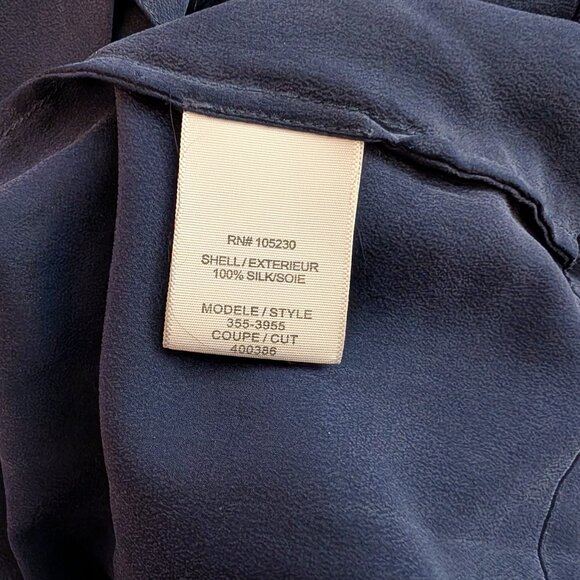 RN# 105230
SHELL/EXTERIEUR
100% SILK/SOIE
MODELE/STYLE
355-3955
COUPE/CUT
400386